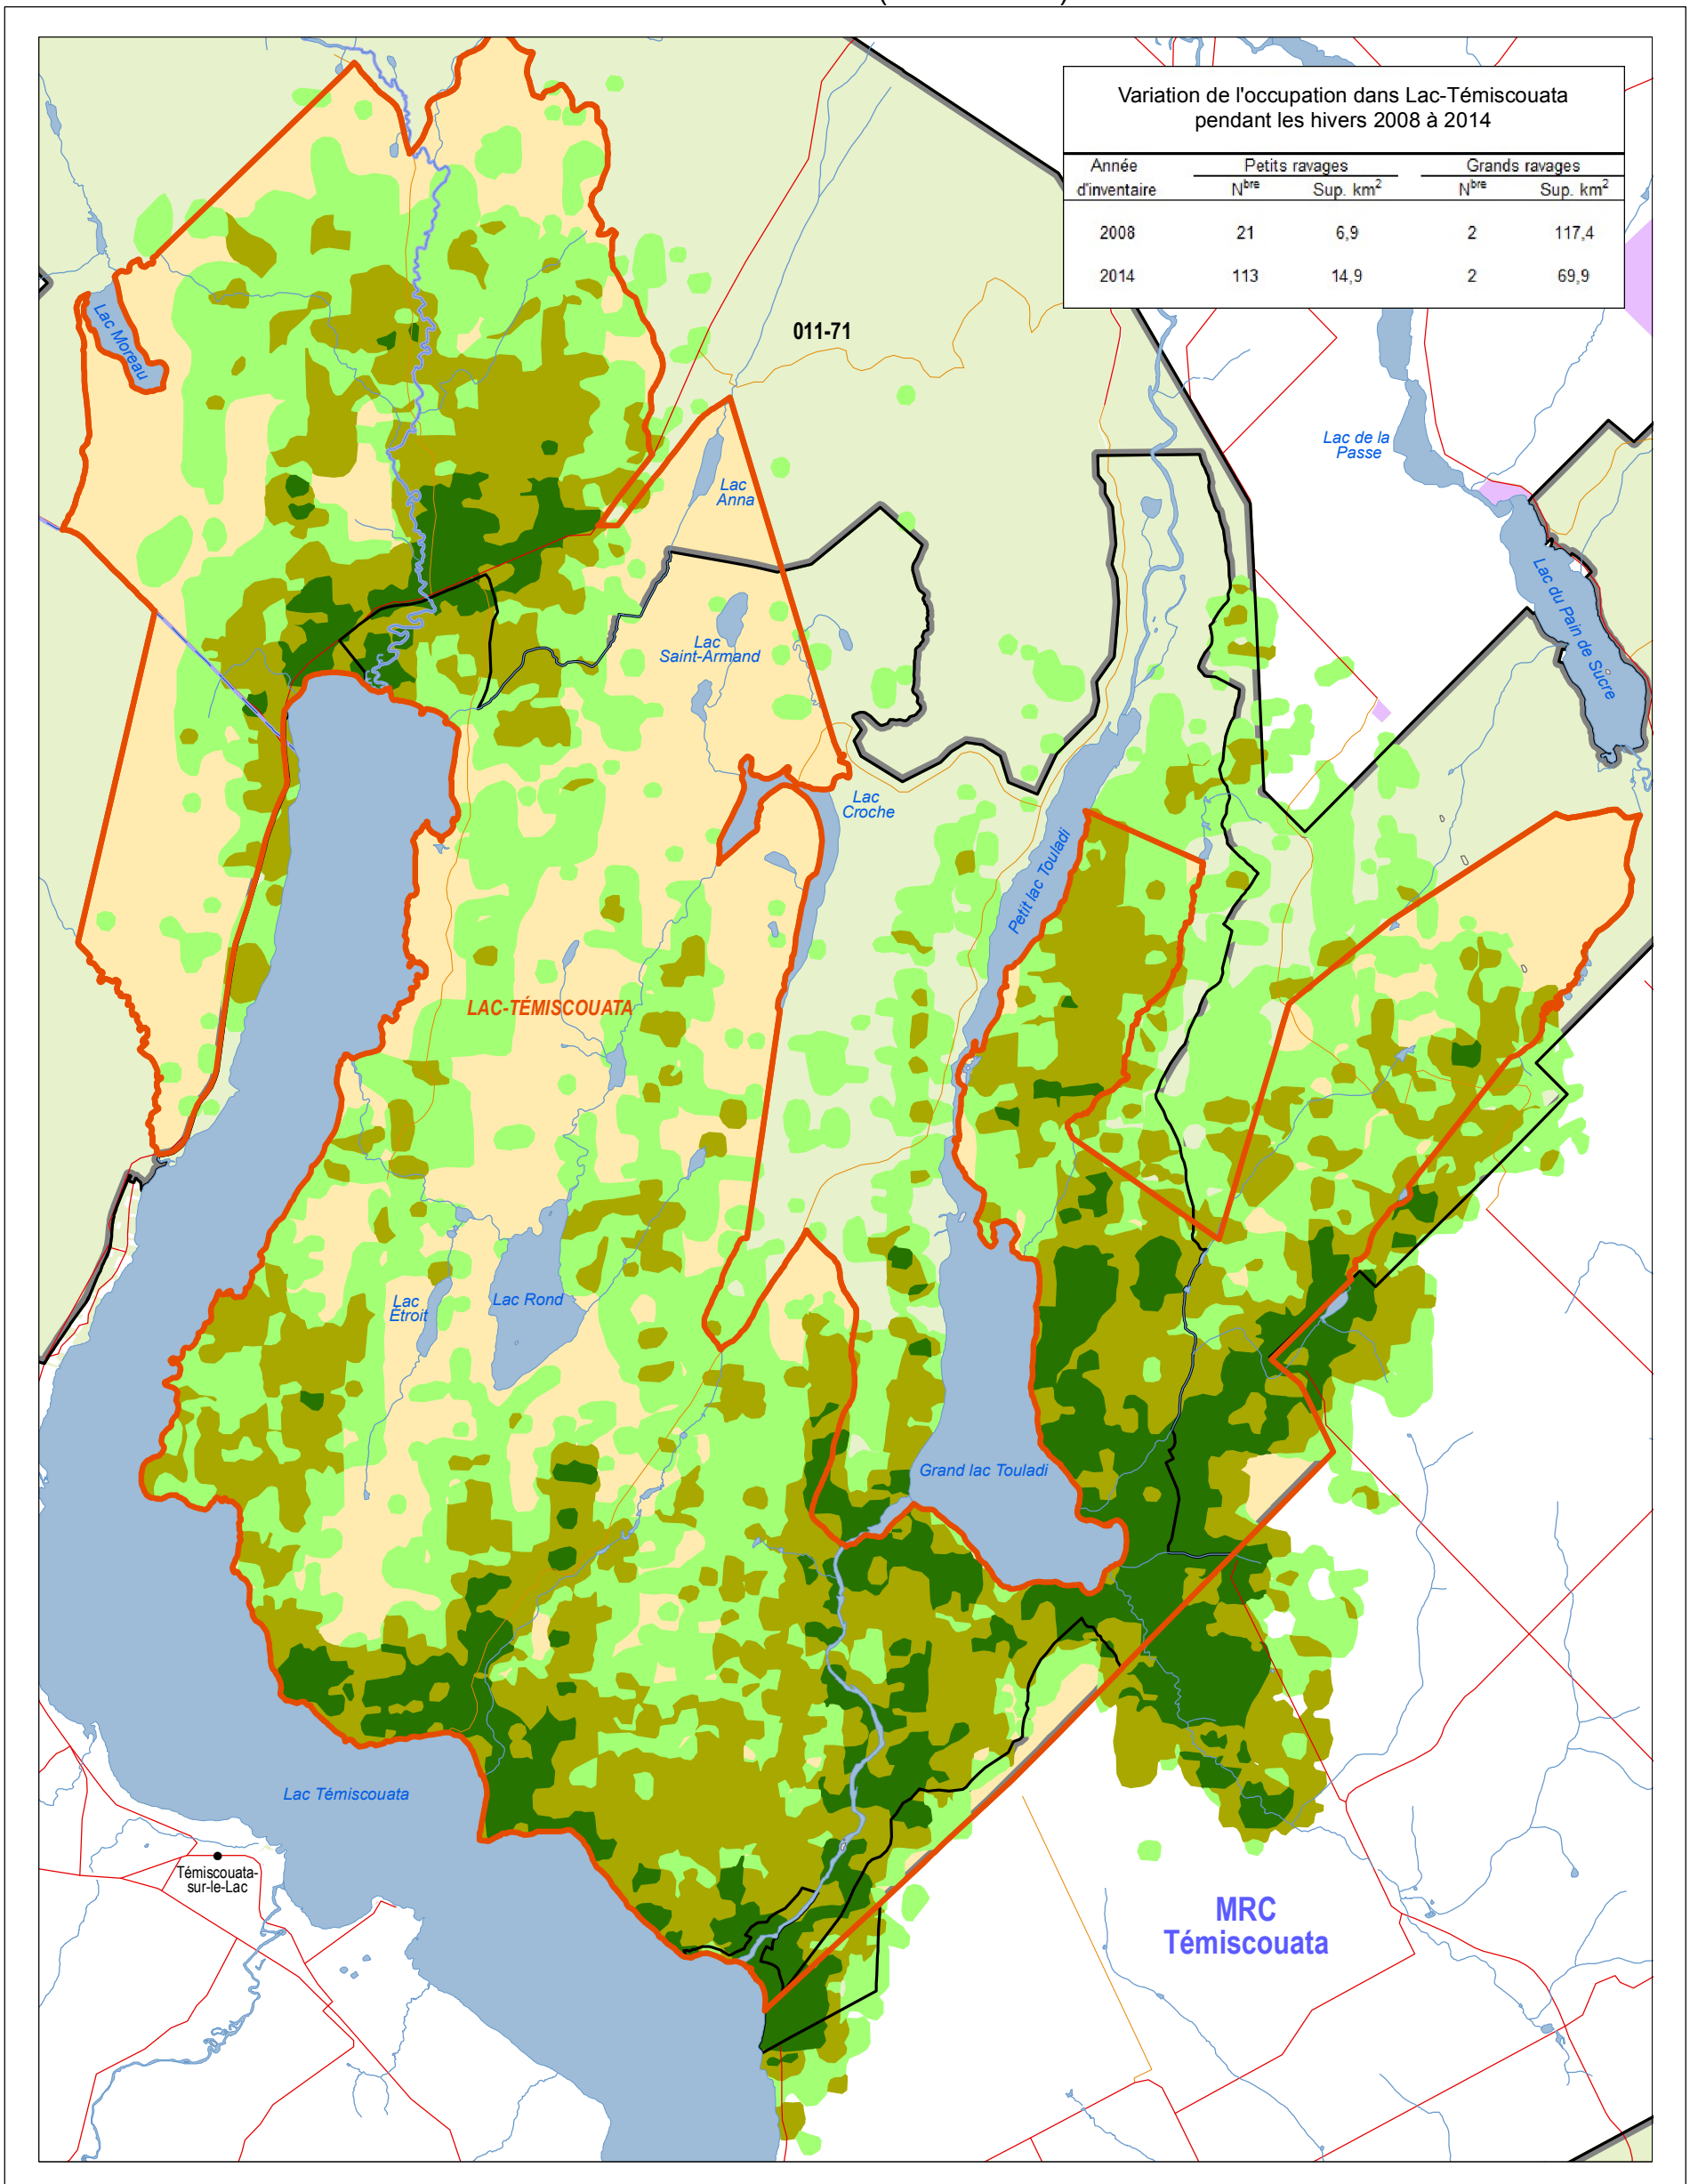 Variation de l'occupation dans Lac-Témiscouata
pendant les hivers 2008 à 2014
Année Petits ravages Grands ravages
d'inventaire Nbre Sup. km2 Nbre Sup. km2
2008 21 6,9 2 117,4
2014 113 14,9 2 69,9
Lac Moreau
011-71
Lac de la
Passe
Lac
Anna
Lac du Pain de Sucre
Lac
Saint-Armand
Lac
Croche
Petit lac Touladi
LAC-TÉMISCOUATA
Lac
Etroit
Lac Rond
Grand lac Touladi
Lac Témiscouata
Témiscouata-
sur-le-Lac
MRC
Témiscouata